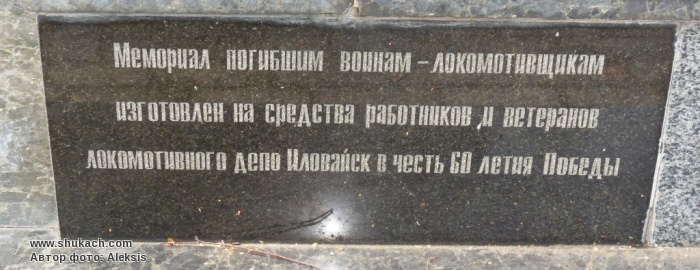 Мемориал погибшим воинам – локомотивщикам
изготовлен на средства работников и ветеранов
локомотивного депо Иловайск в честь 60 летия Победы
www.shukach.com
Автор фото: Aleksis